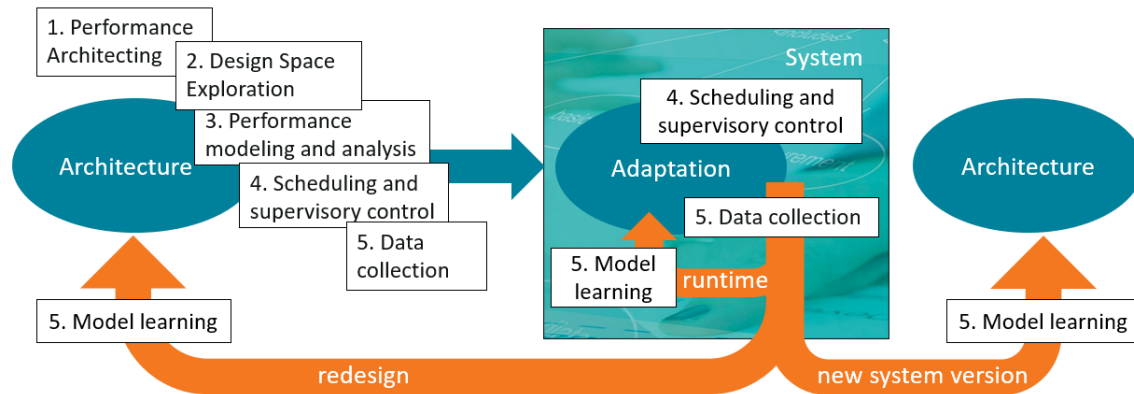 1. Performance
Architecting
2. Design Space
Exploration
3. Performance
modeling and analysis
Architecture
4. Scheduling and
supervisory control
5. Data
collection
5. Model learning
redesign
System
4. Scheduling and
supervisory control
Adaptation
5. Data collection
5. Model
learning
runtime
Architecture
5. Model learning
new system version